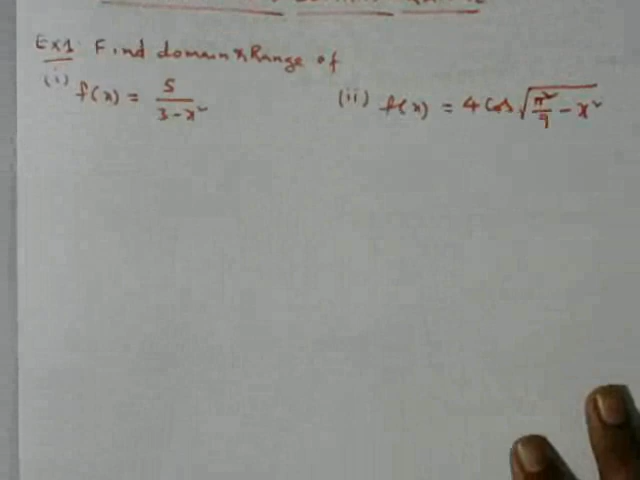 Ex1: Find domain & Range of
(i) f(x) = 5/(3-x²)
(ii) f(x) = 4 Cos √(π²/9 - x²)